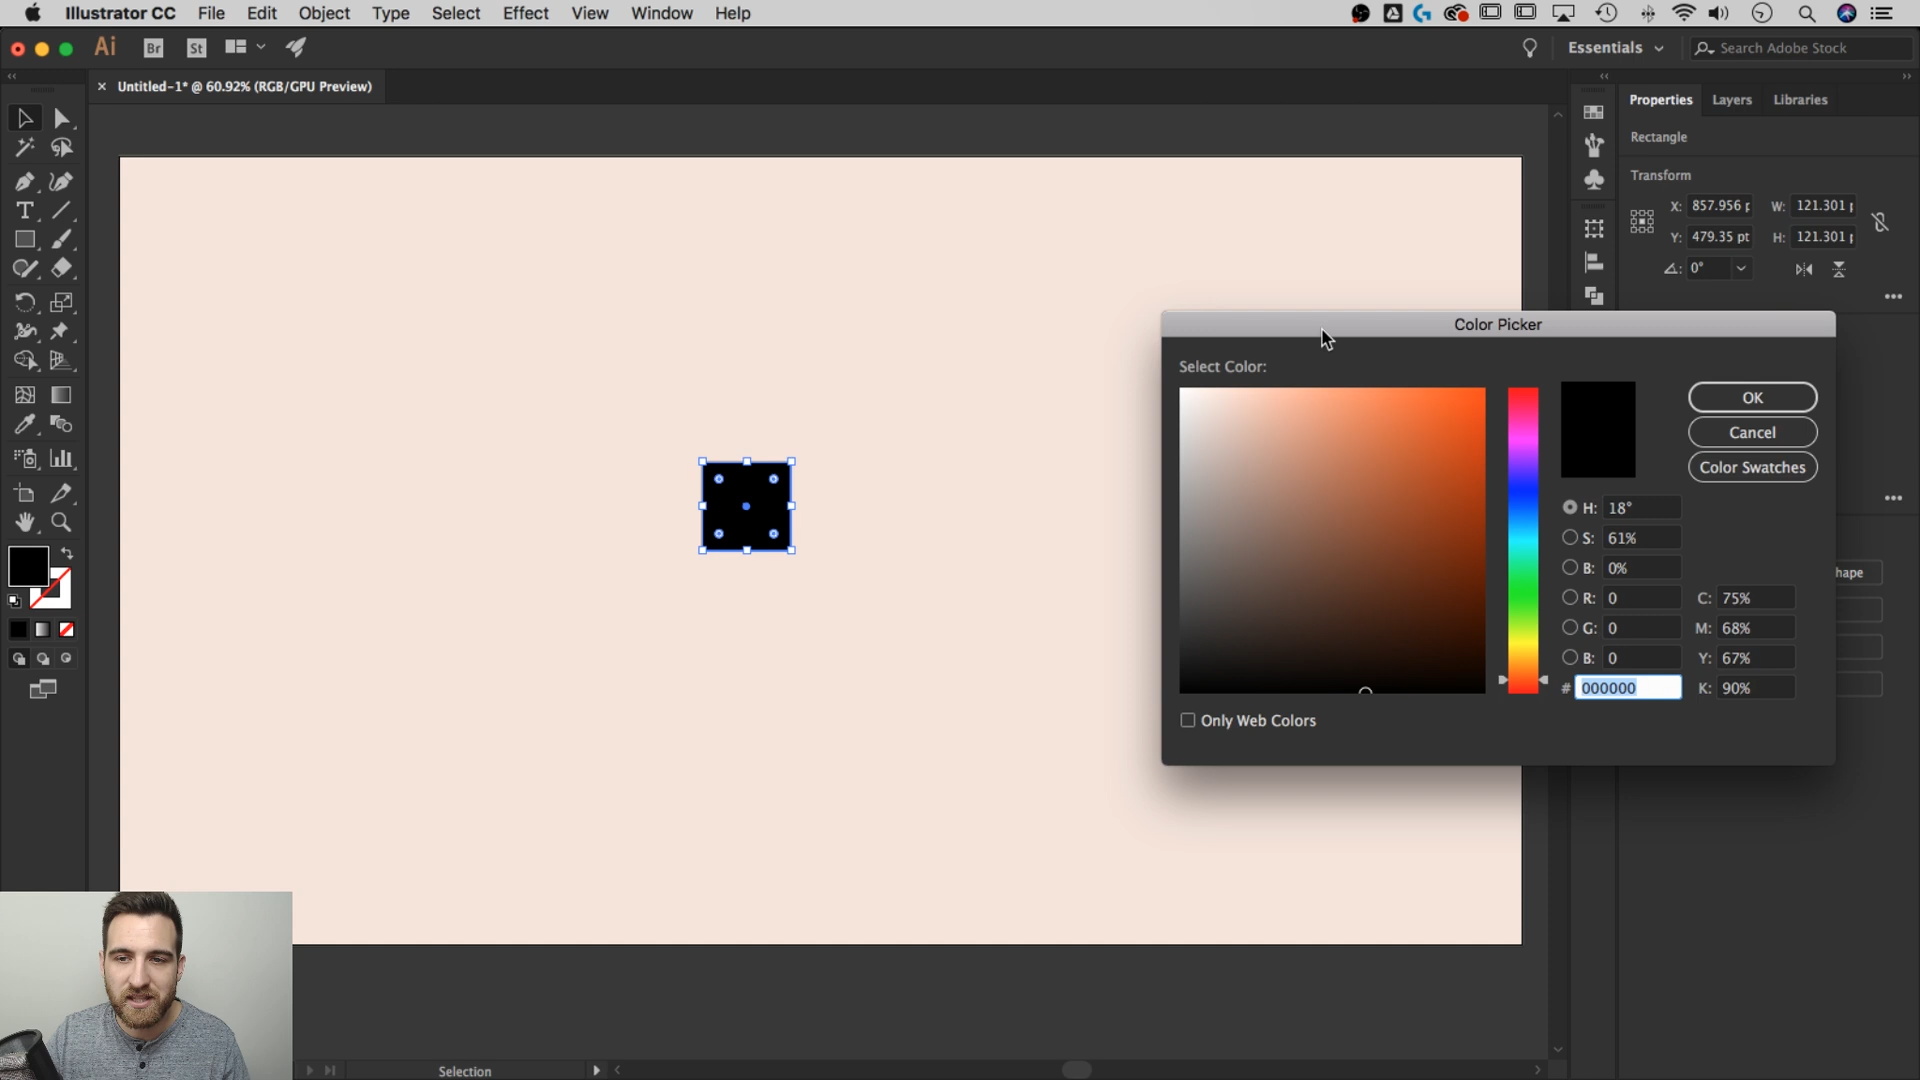 Illustrator CC File Edit Object Type Select Effect View Window Help
Ai Br St Essentials Search Adobe Stock
× Untitled-1* @ 60.92% (RGB/GPU Preview)
Properties Layers Libraries
Rectangle
Transform
X: 857.956 p W: 121.301 p
Y: 479.35 pt H: 121.301 p
0°
Color Picker
Select Color:
OK
Cancel
Color Swatches
H: 18°
S: 61%
B: 0%
R: 0 C: 75%
G: 0 M: 68%
B: 0 Y: 67%
# 000000 K: 90%
Only Web Colors
hape
Selection